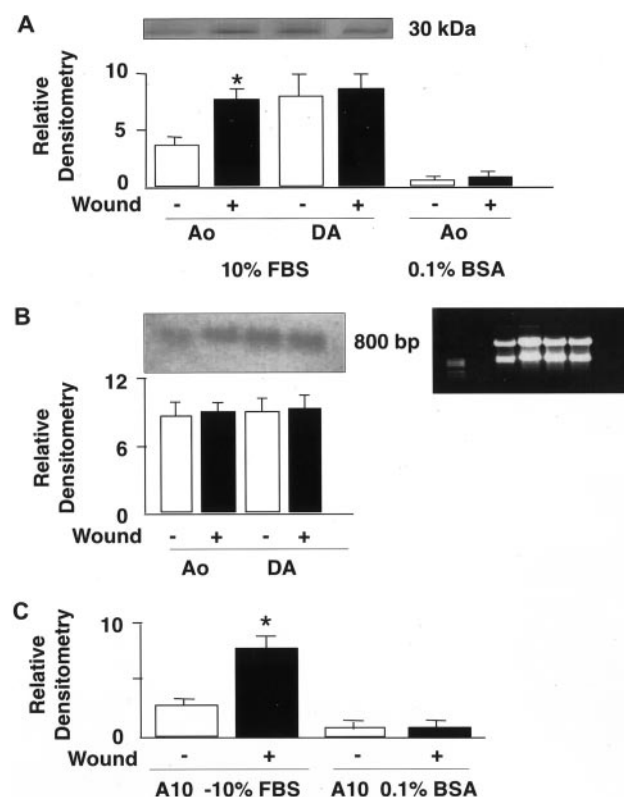 A
30 kDa
Relative Densitometry
10
*
5
0
Wound - + - + - +
Ao DA Ao
10% FBS 0.1% BSA
B
800 bp
Relative Densitometry
12
6
0
Wound - + - +
Ao DA
C
Relative Densitometry
10
*
0
Wound - + - +
A10 -10% FBS A10 0.1% BSA